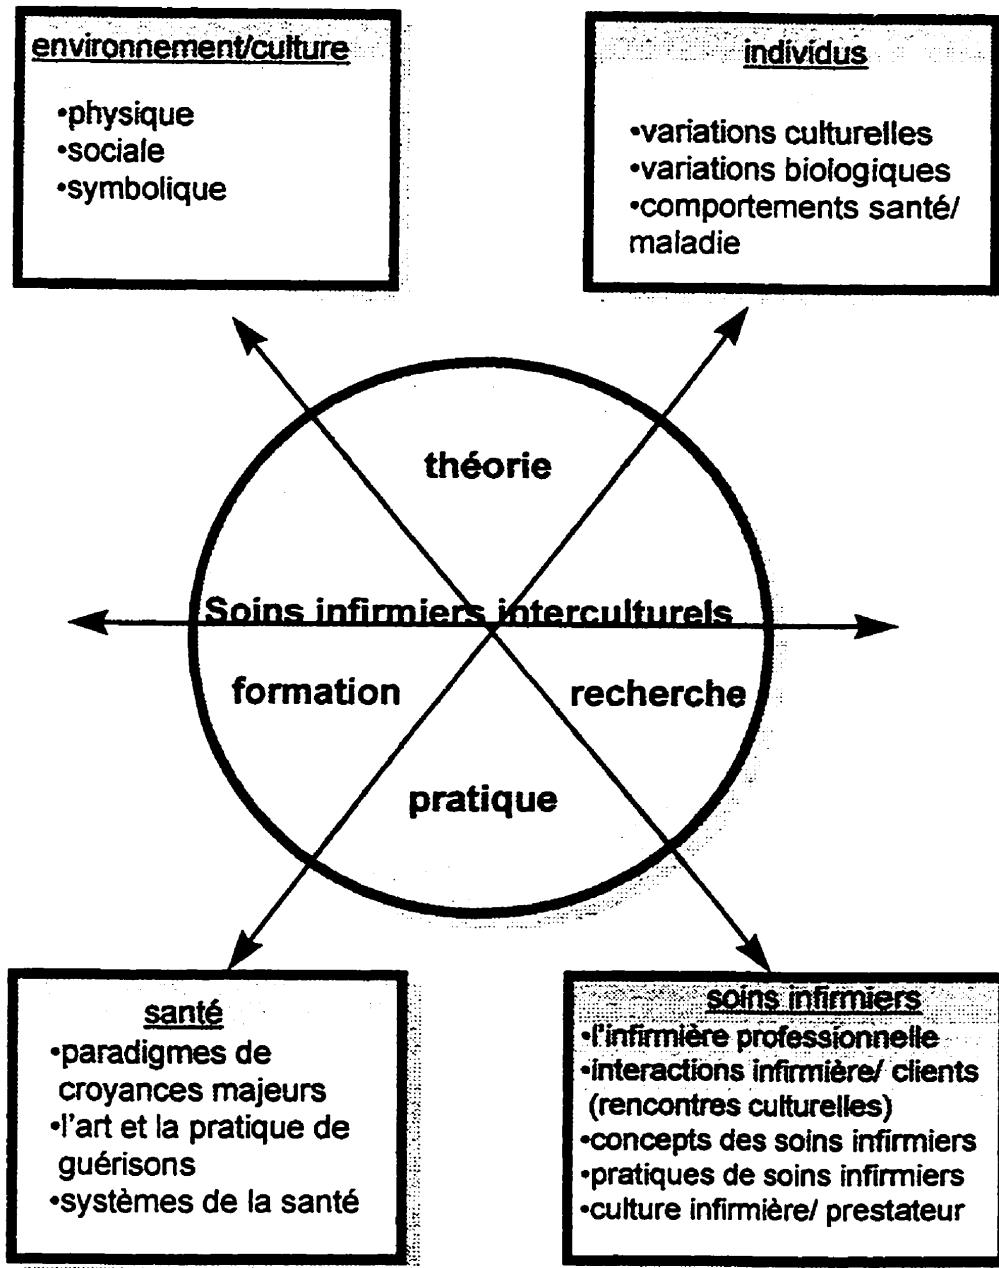 environnement/culture
•physique
•sociale
•symbolique
individus
•variations culturelles
•variations biologiques
•comportements santé/
maladie
théorie
Soins infirmiers interculturels
formation
recherche
pratique
santé
•paradigmes de
croyances majeurs
•l'art et la pratique de
guérisons
•systèmes de la santé
soins infirmiers
•l'infirmière professionnelle
•interactions infirmière/ clients
(rencontres culturelles)
•concepts des soins infirmiers
•pratiques de soins infirmiers
•culture infirmière/ prestateur